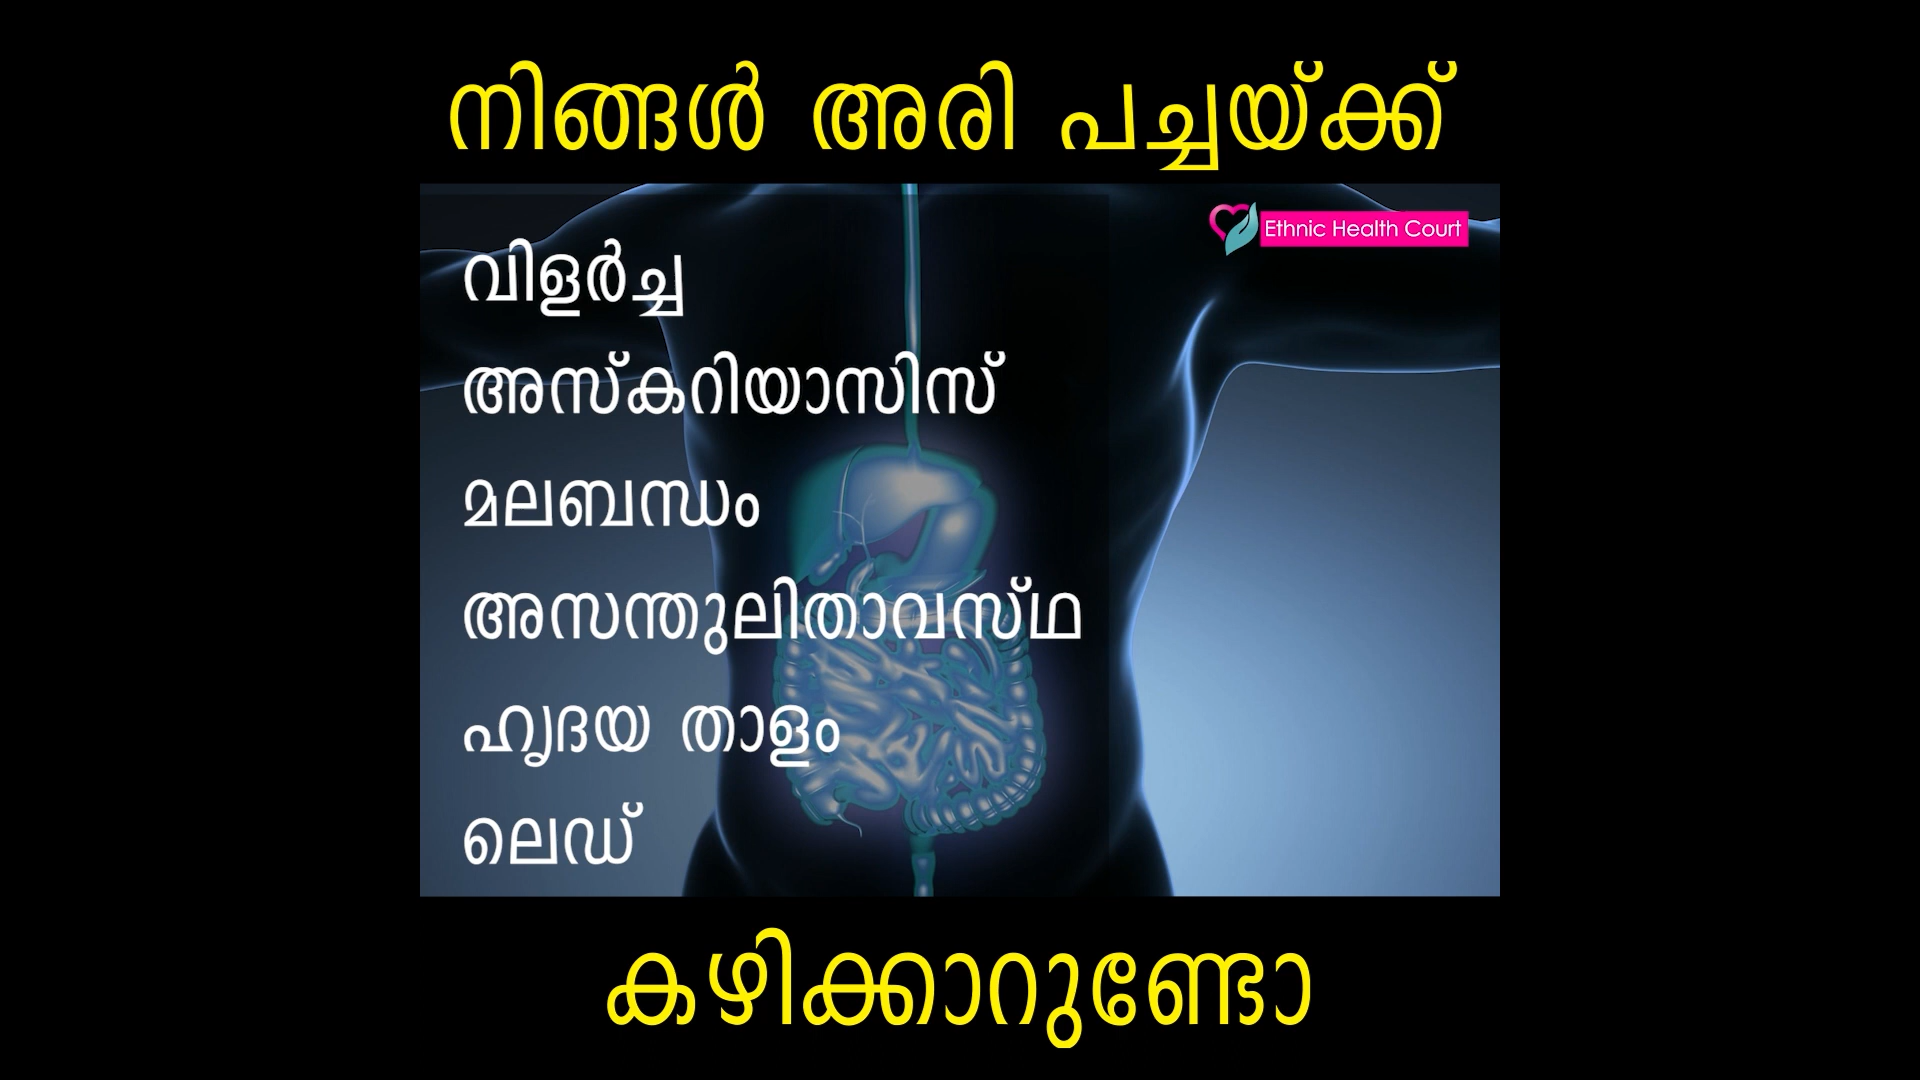 നിങ്ങൾ അരി പച്ചയ്ക്ക്
Ethnic Health Court
വിളർച്ച
അസ്കറിയാസിസ്
മലബന്ധം
അസന്തുലിതാവസ്ഥ
ഹൃദയ താളം
ലെഡ്
കഴിക്കാറുണ്ടോ